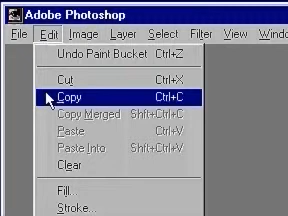 Adobe Photoshop
File Edit Image Layer Select Filter View Window
Undo Paint Bucket Ctrl+Z
Cut Ctrl+X
Copy Ctrl+C
Copy Merged Shft+Ctrl+C
Paste Ctrl+V
Paste Into Shft+Ctrl+V
Clear
Fill...
Stroke...